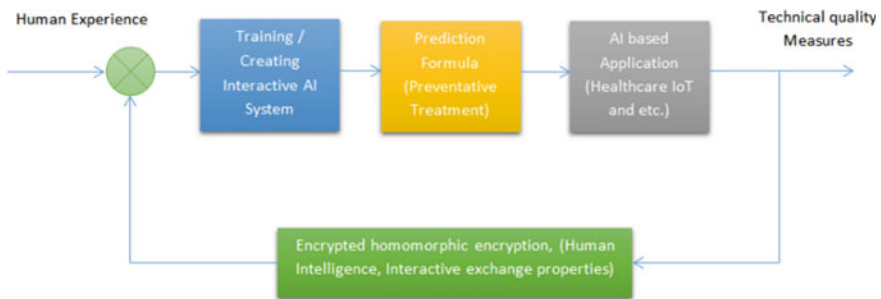 Human Experience
Training /
Creating
Interactive AI
System
Prediction
Formula
(Preventative
Treatment)
AI based
Application
(Healthcare IoT
and etc.)
Technical quality
Measures
Encrypted homomorphic encryption, (Human
Intelligence, Interactive exchange properties)